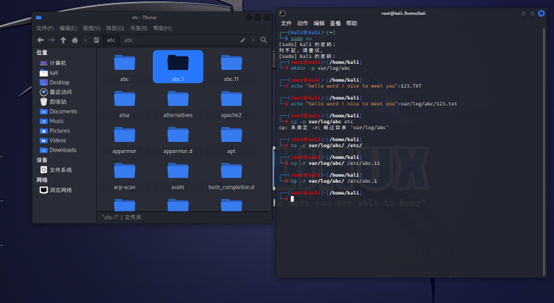 etc - Thunar
文件(F) 编辑(E) 视图(V) 转到(G) 书签(B) 帮助(H)
etc abc
位置
计算机
kali
Desktop
最近访问
回收站
Documents
Music
Pictures
Videos
Downloads
设备
文件系统
网络
浏览网络
abc
abc.?
abc.11
alsa
alternatives
apache2
apparmor
apparmor.d
apt
arp-scan
avahi
bash_completion.d
"abc.?" | 文件夹
root@kali: /home/kali
文件 动作 编辑 查看 帮助
(kali㉿kali)-[~]
$ sudo su
[sudo] kali 的密码:
对不起，请重试。
[sudo] kali 的密码:
(root㉿kali)-[/home/kali]
# mkdir -p var/log/abc
(root㉿kali)-[/home/kali]
# echo "hello word ! nice to meet you">123.TXT
(root㉿kali)-[/home/kali]
# echo "hello word ! nice to meet you">var/log/abc/123.txt
(root㉿kali)-[/home/kali]
# cp -p var/log/abc etc
cp: 未指定 -r; 略过目录 'var/log/abc'
(root㉿kali)-[/home/kali]
# cp -r var/log/abc/ /etc/
(root㉿kali)-[/home/kali]
# cp -r var/log/abc/ /etc/abc.11
(root㉿kali)-[/home/kali]
# cp -r var/log/abc/ /etc/abc.
(root㉿kali)-[/home/kali]
#